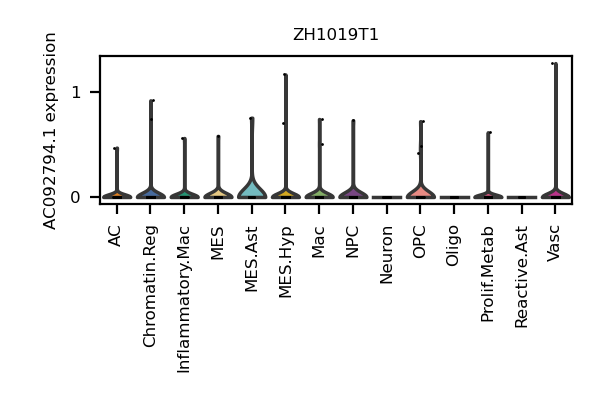 ZH1019T1
AC092794.1 expression
1
0
AC
Chromatin.Reg
Inflammatory.Mac
MES
MES.Ast
MES.Hyp
Mac
NPC
Neuron
OPC
Oligo
Prolif.Metab
Reactive.Ast
Vasc